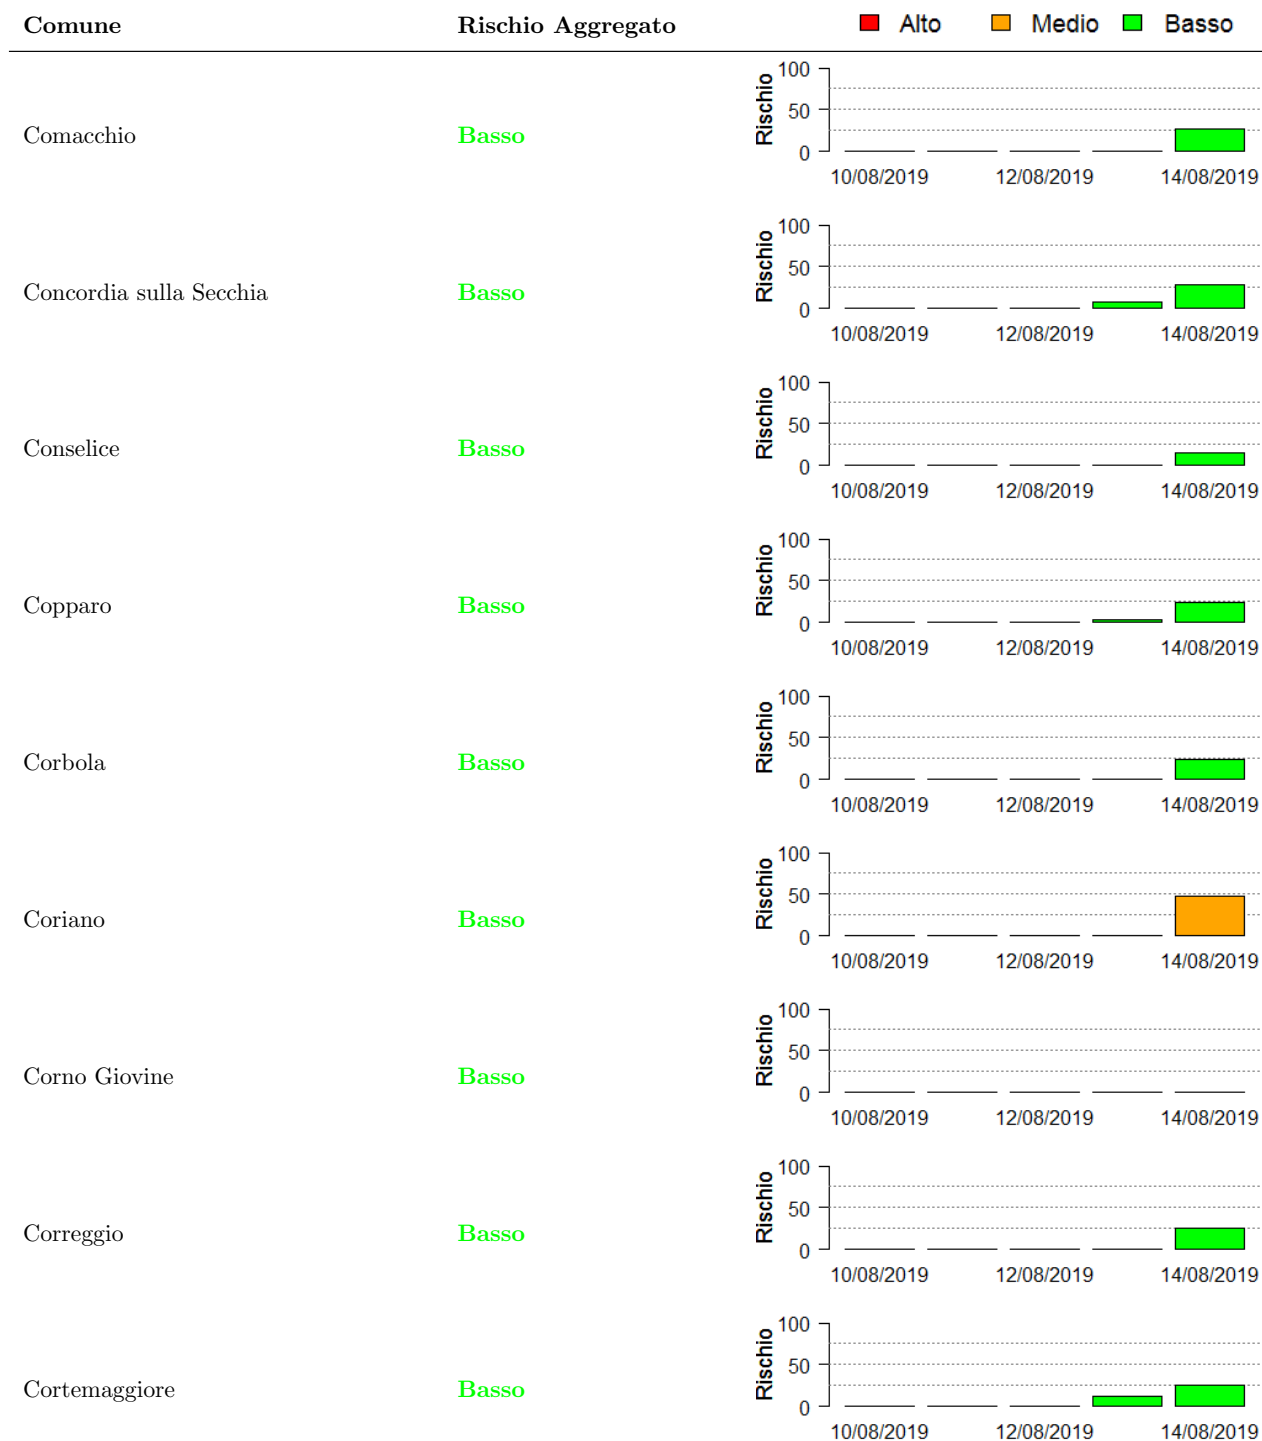 Comune Rischio Aggregato Alto Medio Basso
Comacchio Basso
Rischio
100
50
0
10/08/2019 12/08/2019 14/08/2019
Concordia sulla Secchia Basso
Rischio
100
50
0
10/08/2019 12/08/2019 14/08/2019
Conselice Basso
Rischio
100
50
0
10/08/2019 12/08/2019 14/08/2019
Copparo Basso
Rischio
100
50
0
10/08/2019 12/08/2019 14/08/2019
Corbola Basso
Rischio
100
50
0
10/08/2019 12/08/2019 14/08/2019
Coriano Basso
Rischio
100
50
0
10/08/2019 12/08/2019 14/08/2019
Corno Giovine Basso
Rischio
100
50
0
10/08/2019 12/08/2019 14/08/2019
Correggio Basso
Rischio
100
50
0
10/08/2019 12/08/2019 14/08/2019
Cortemaggiore Basso
Rischio
100
50
0
10/08/2019 12/08/2019 14/08/2019